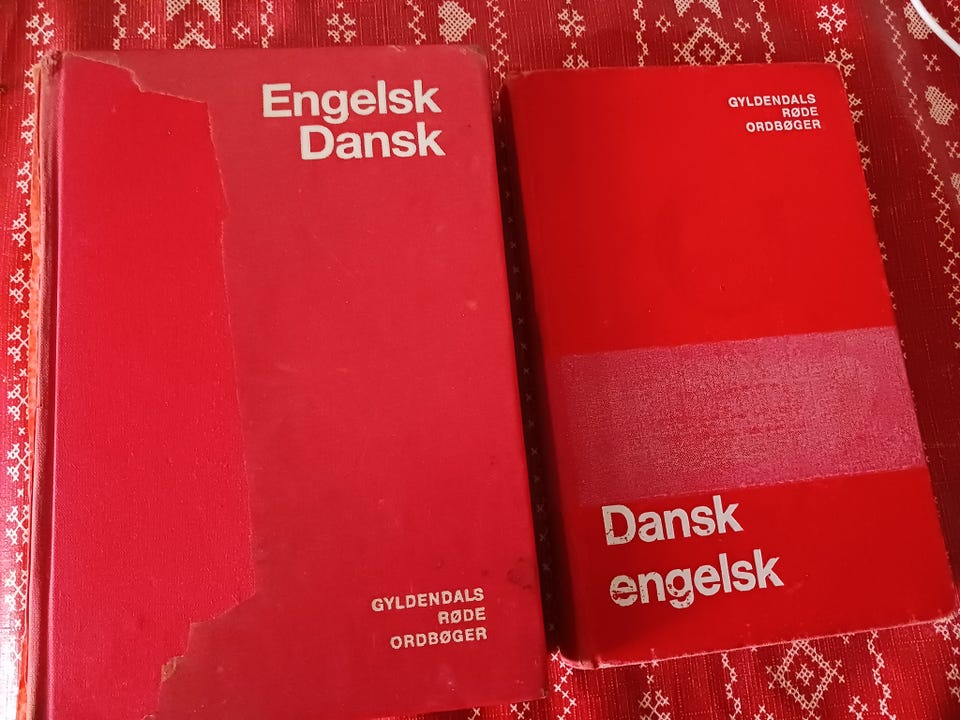 Engelsk
Dansk
GYLDENDALS
RØDE
ORDBØGER
GYLDENDALS
RØDE
ORDBØGER
Dansk
engelsk